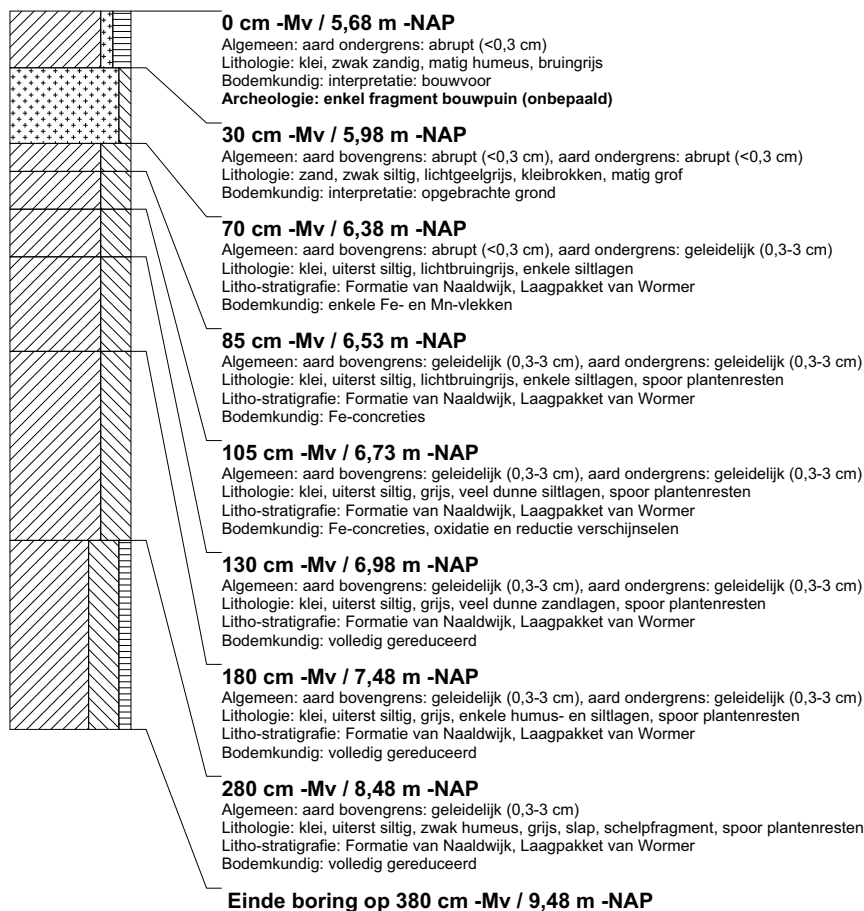 0 cm -Mv / 5,68 m -NAP
Algemeen: aard ondergrens: abrupt (<0,3 cm)
Lithologie: klei, zwak zandig, matig humeus, bruingrijs
Bodemkundig: interpretatie: bouwvoor
Archeologie: enkel fragment bouwpuin (onbepaald)
30 cm -Mv / 5,98 m -NAP
Algemeen: aard bovengrens: abrupt (<0,3 cm), aard ondergrens: abrupt (<0,3 cm)
Lithologie: zand, zwak siltig, lichtgeelgrijs, kleibrokken, matig grof
Bodemkundig: interpretatie: opgebrachte grond
70 cm -Mv / 6,38 m -NAP
Algemeen: aard bovengrens: abrupt (<0,3 cm), aard ondergrens: geleidelijk (0,3-3 cm)
Lithologie: klei, uiterst siltig, lichtbruingrijs, enkele siltlagen
Litho-stratigrafie: Formatie van Naaldwijk, Laagpakket van Wormer
Bodemkundig: enkele Fe- en Mn-vlekken
85 cm -Mv / 6,53 m -NAP
Algemeen: aard bovengrens: geleidelijk (0,3-3 cm), aard ondergrens: geleidelijk (0,3-3 cm)
Lithologie: klei, uiterst siltig, lichtbruingrijs, enkele siltlagen, spoor plantenresten
Litho-stratigrafie: Formatie van Naaldwijk, Laagpakket van Wormer
Bodemkundig: Fe-concreties
105 cm -Mv / 6,73 m -NAP
Algemeen: aard bovengrens: geleidelijk (0,3-3 cm), aard ondergrens: geleidelijk (0,3-3 cm)
Lithologie: klei, uiterst siltig, grijs, veel dunne siltlagen, spoor plantenresten
Litho-stratigrafie: Formatie van Naaldwijk, Laagpakket van Wormer
Bodemkundig: Fe-concreties, oxidatie en reductie verschijnselen
130 cm -Mv / 6,98 m -NAP
Algemeen: aard bovengrens: geleidelijk (0,3-3 cm), aard ondergrens: geleidelijk (0,3-3 cm)
Lithologie: klei, uiterst siltig, grijs, veel dunne zandlagen, spoor plantenresten
Litho-stratigrafie: Formatie van Naaldwijk, Laagpakket van Wormer
Bodemkundig: volledig gereduceerd
180 cm -Mv / 7,48 m -NAP
Algemeen: aard bovengrens: geleidelijk (0,3-3 cm), aard ondergrens: geleidelijk (0,3-3 cm)
Lithologie: klei, uiterst siltig, grijs, enkele humus- en siltlagen, spoor plantenresten
Litho-stratigrafie: Formatie van Naaldwijk, Laagpakket van Wormer
Bodemkundig: volledig gereduceerd
280 cm -Mv / 8,48 m -NAP
Algemeen: aard bovengrens: geleidelijk (0,3-3 cm)
Lithologie: klei, uiterst siltig, zwak humeus, grijs, slap, schelpfragment, spoor plantenresten
Litho-stratigrafie: Formatie van Naaldwijk, Laagpakket van Wormer
Bodemkundig: volledig gereduceerd
Einde boring op 380 cm -Mv / 9,48 m -NAP